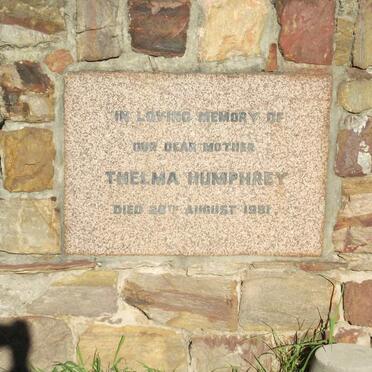 IN LOVING MEMORY OF
OUR DEAR MOTHER
THELMA HUMPHREY
DIED 20TH AUGUST 1981.